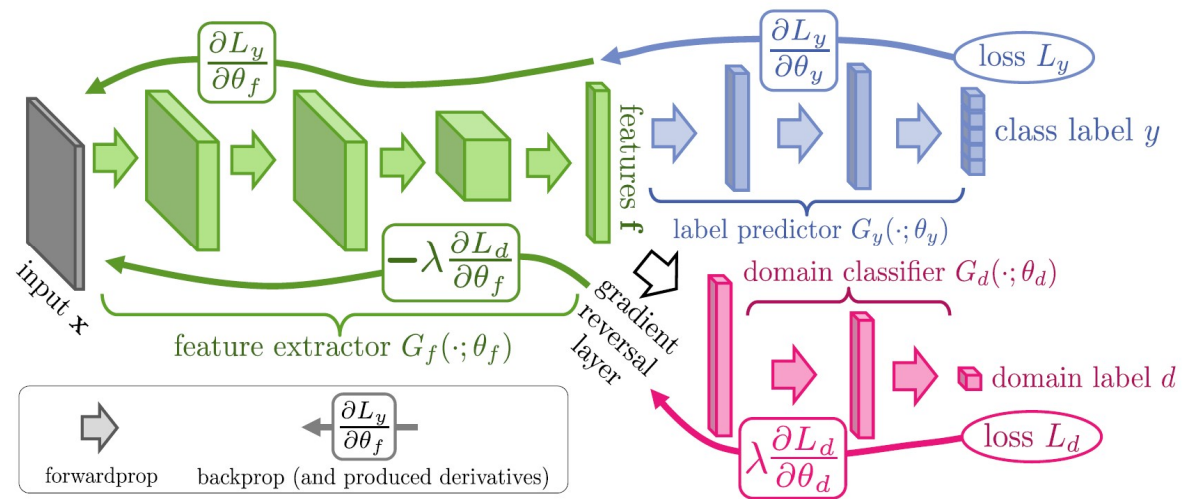 ∂L_y
∂θ_f
∂L_y
∂θ_y
loss L_y
features f
class label y
label predictor G_y(·; θ_y)
−λ ∂L_d
∂θ_f
input x
feature extractor G_f(·; θ_f)
gradient
reversal
layer
domain classifier G_d(·; θ_d)
domain label d
λ ∂L_d
∂θ_d
loss L_d
∂L_y
∂θ_f
forwardprop
backprop (and produced derivatives)